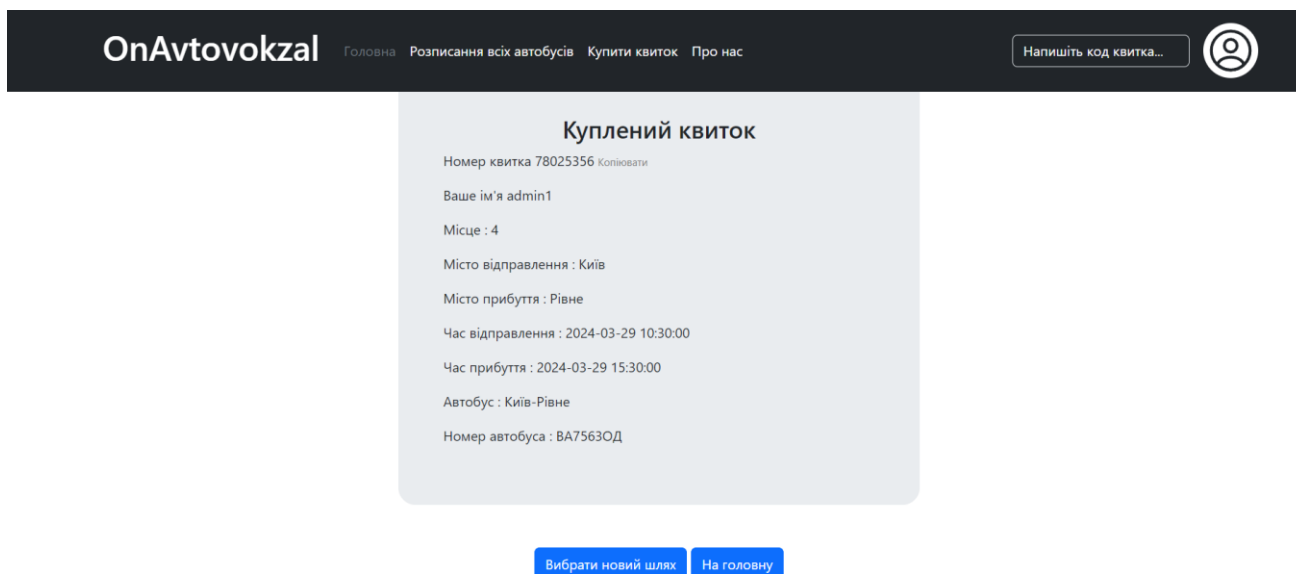 OnAvtovokzal Головна Розписання всіх автобусів Купити квиток Про нас Напишіть код квитка...
Куплений квиток
Номер квитка 78025356 Копіювати
Ваше ім'я admin1
Місце : 4
Місто відправлення : Київ
Місто прибуття : Рівне
Час відправлення : 2024-03-29 10:30:00
Час прибуття : 2024-03-29 15:30:00
Автобус : Київ-Рівне
Номер автобуса : ВА7563ОД
Вибрати новий шлях На головну